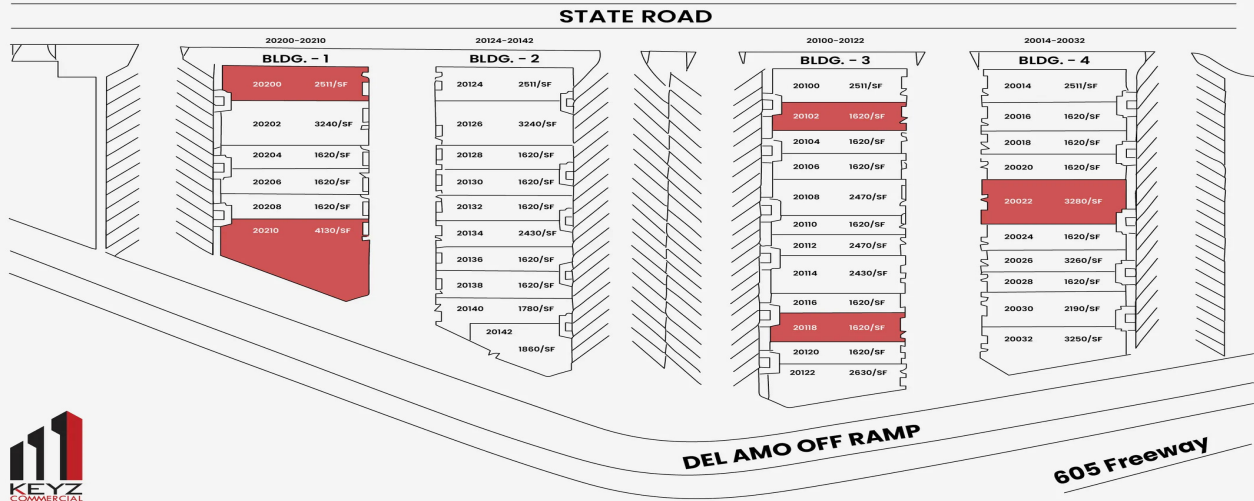 STATE ROAD
20200-20210
BLDG. - 1
20200 2511/SF
20202 3240/SF
20204 1620/SF
20206 1620/SF
20208 1620/SF
20210 4130/SF
20124-20142
BLDG. - 2
20124 2511/SF
20126 3240/SF
20128 1620/SF
20130 1620/SF
20132 1620/SF
20134 2430/SF
20136 1620/SF
20138 1620/SF
20140 1780/SF
20142
1860/SF
20100-20122
BLDG. - 3
20100 2511/SF
20102 1620/SF
20104 1620/SF
20106 1620/SF
20108 2470/SF
20110 1620/SF
20112 2470/SF
20114 2430/SF
20116 1620/SF
20118 1620/SF
20120 1620/SF
20122 2630/SF
20014-20032
BLDG. - 4
20014 2511/SF
20016 1620/SF
20018 1620/SF
20020 1620/SF
20022 3280/SF
20024 1620/SF
20026 3260/SF
20028 1620/SF
20030 2190/SF
20032 3250/SF
DEL AMO OFF RAMP
605 Freeway
KEYZ
COMMERCIAL